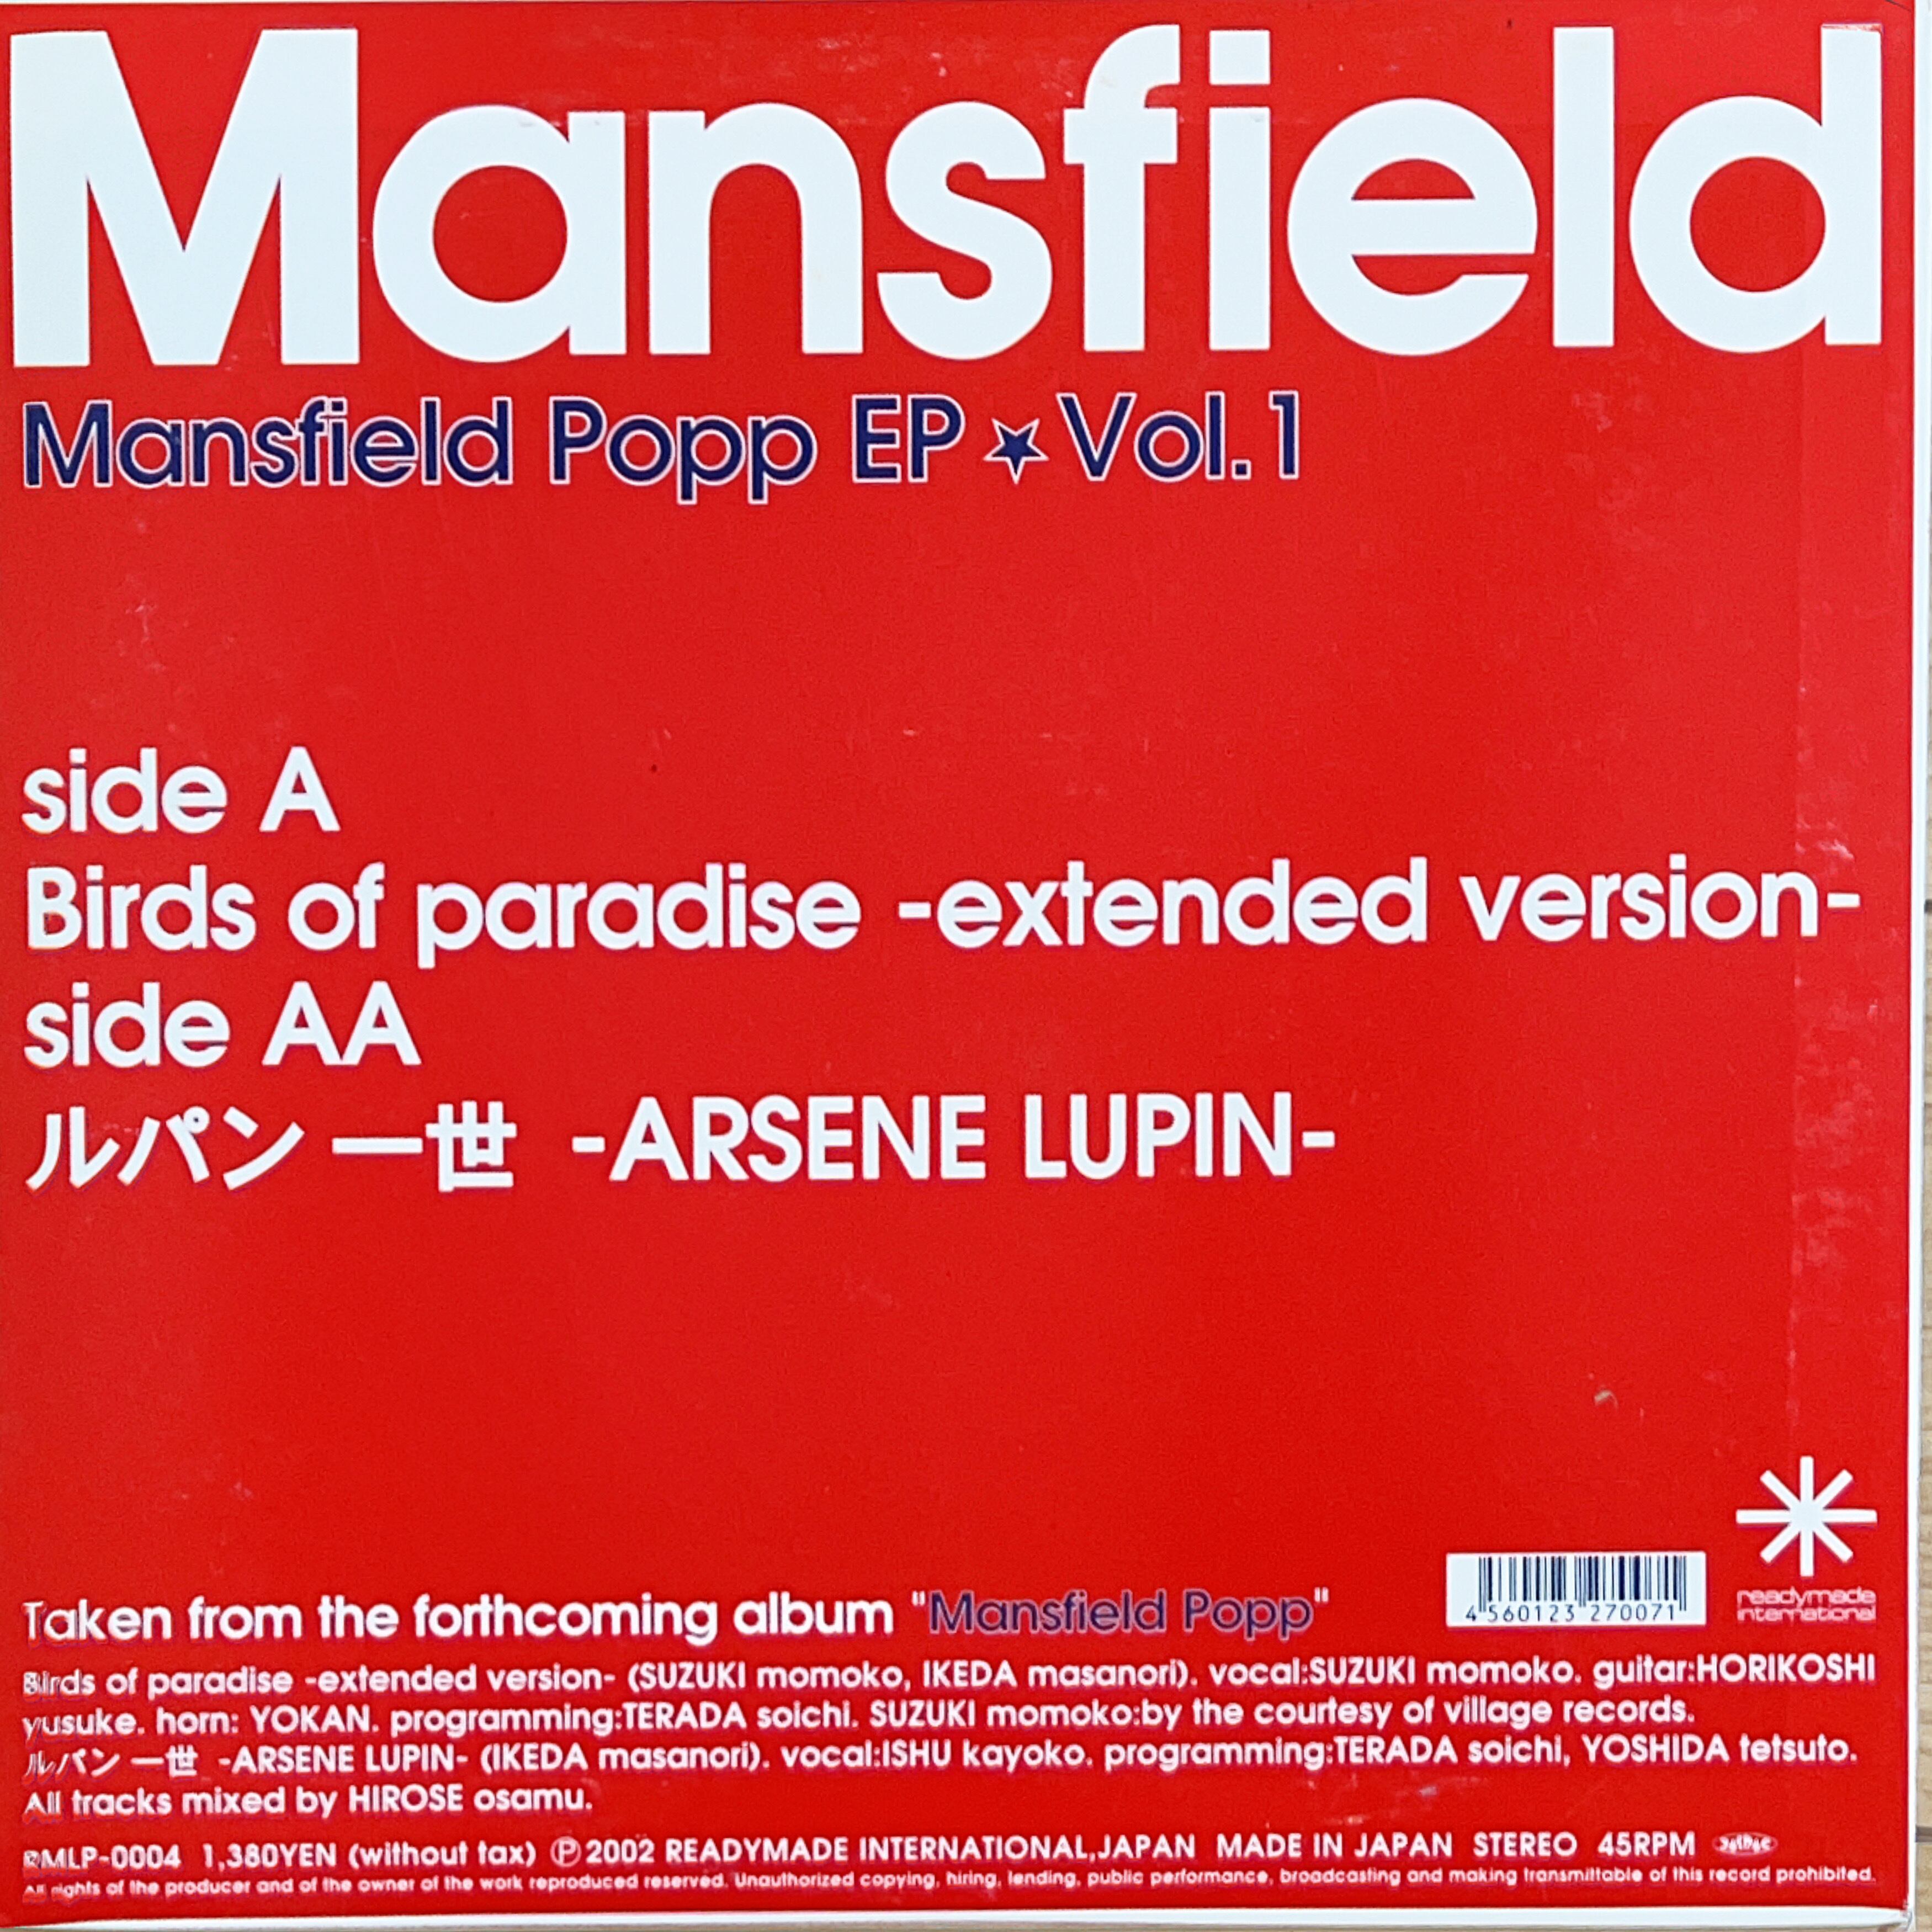 Mansfield
Mansfield Popp EP ★ Vol.1
side A
Birds of paradise -extended version-
side AA
ルパン 一世 -ARSENE LUPIN-
readymade
international
4 560123 270071
Taken from the forthcoming album "Mansfield Popp"
Birds of paradise -extended version- (SUZUKI momoko, IKEDA masanori). vocal:SUZUKI momoko. guitar:HORIKOSHI
yusuke. horn: YOKAN. programming:TERADA soichi. SUZUKI momoko:by the courtesy of village records.
ルパン 一世 -ARSENE LUPIN- (IKEDA masanori). vocal:ISHU kayoko. programming:TERADA soichi, YOSHIDA tetsuto.
All tracks mixed by HIROSE osamu.
RMLP-0004 1,380YEN (without tax) Ⓟ2002 READYMADE INTERNATIONAL,JAPAN MADE IN JAPAN STEREO 45RPM
All rights of the producer and of the owner of the work reproduced reserved. Unauthorized copying, hiring, lending, public performance, broadcasting and making transmittable of this record prohibited.